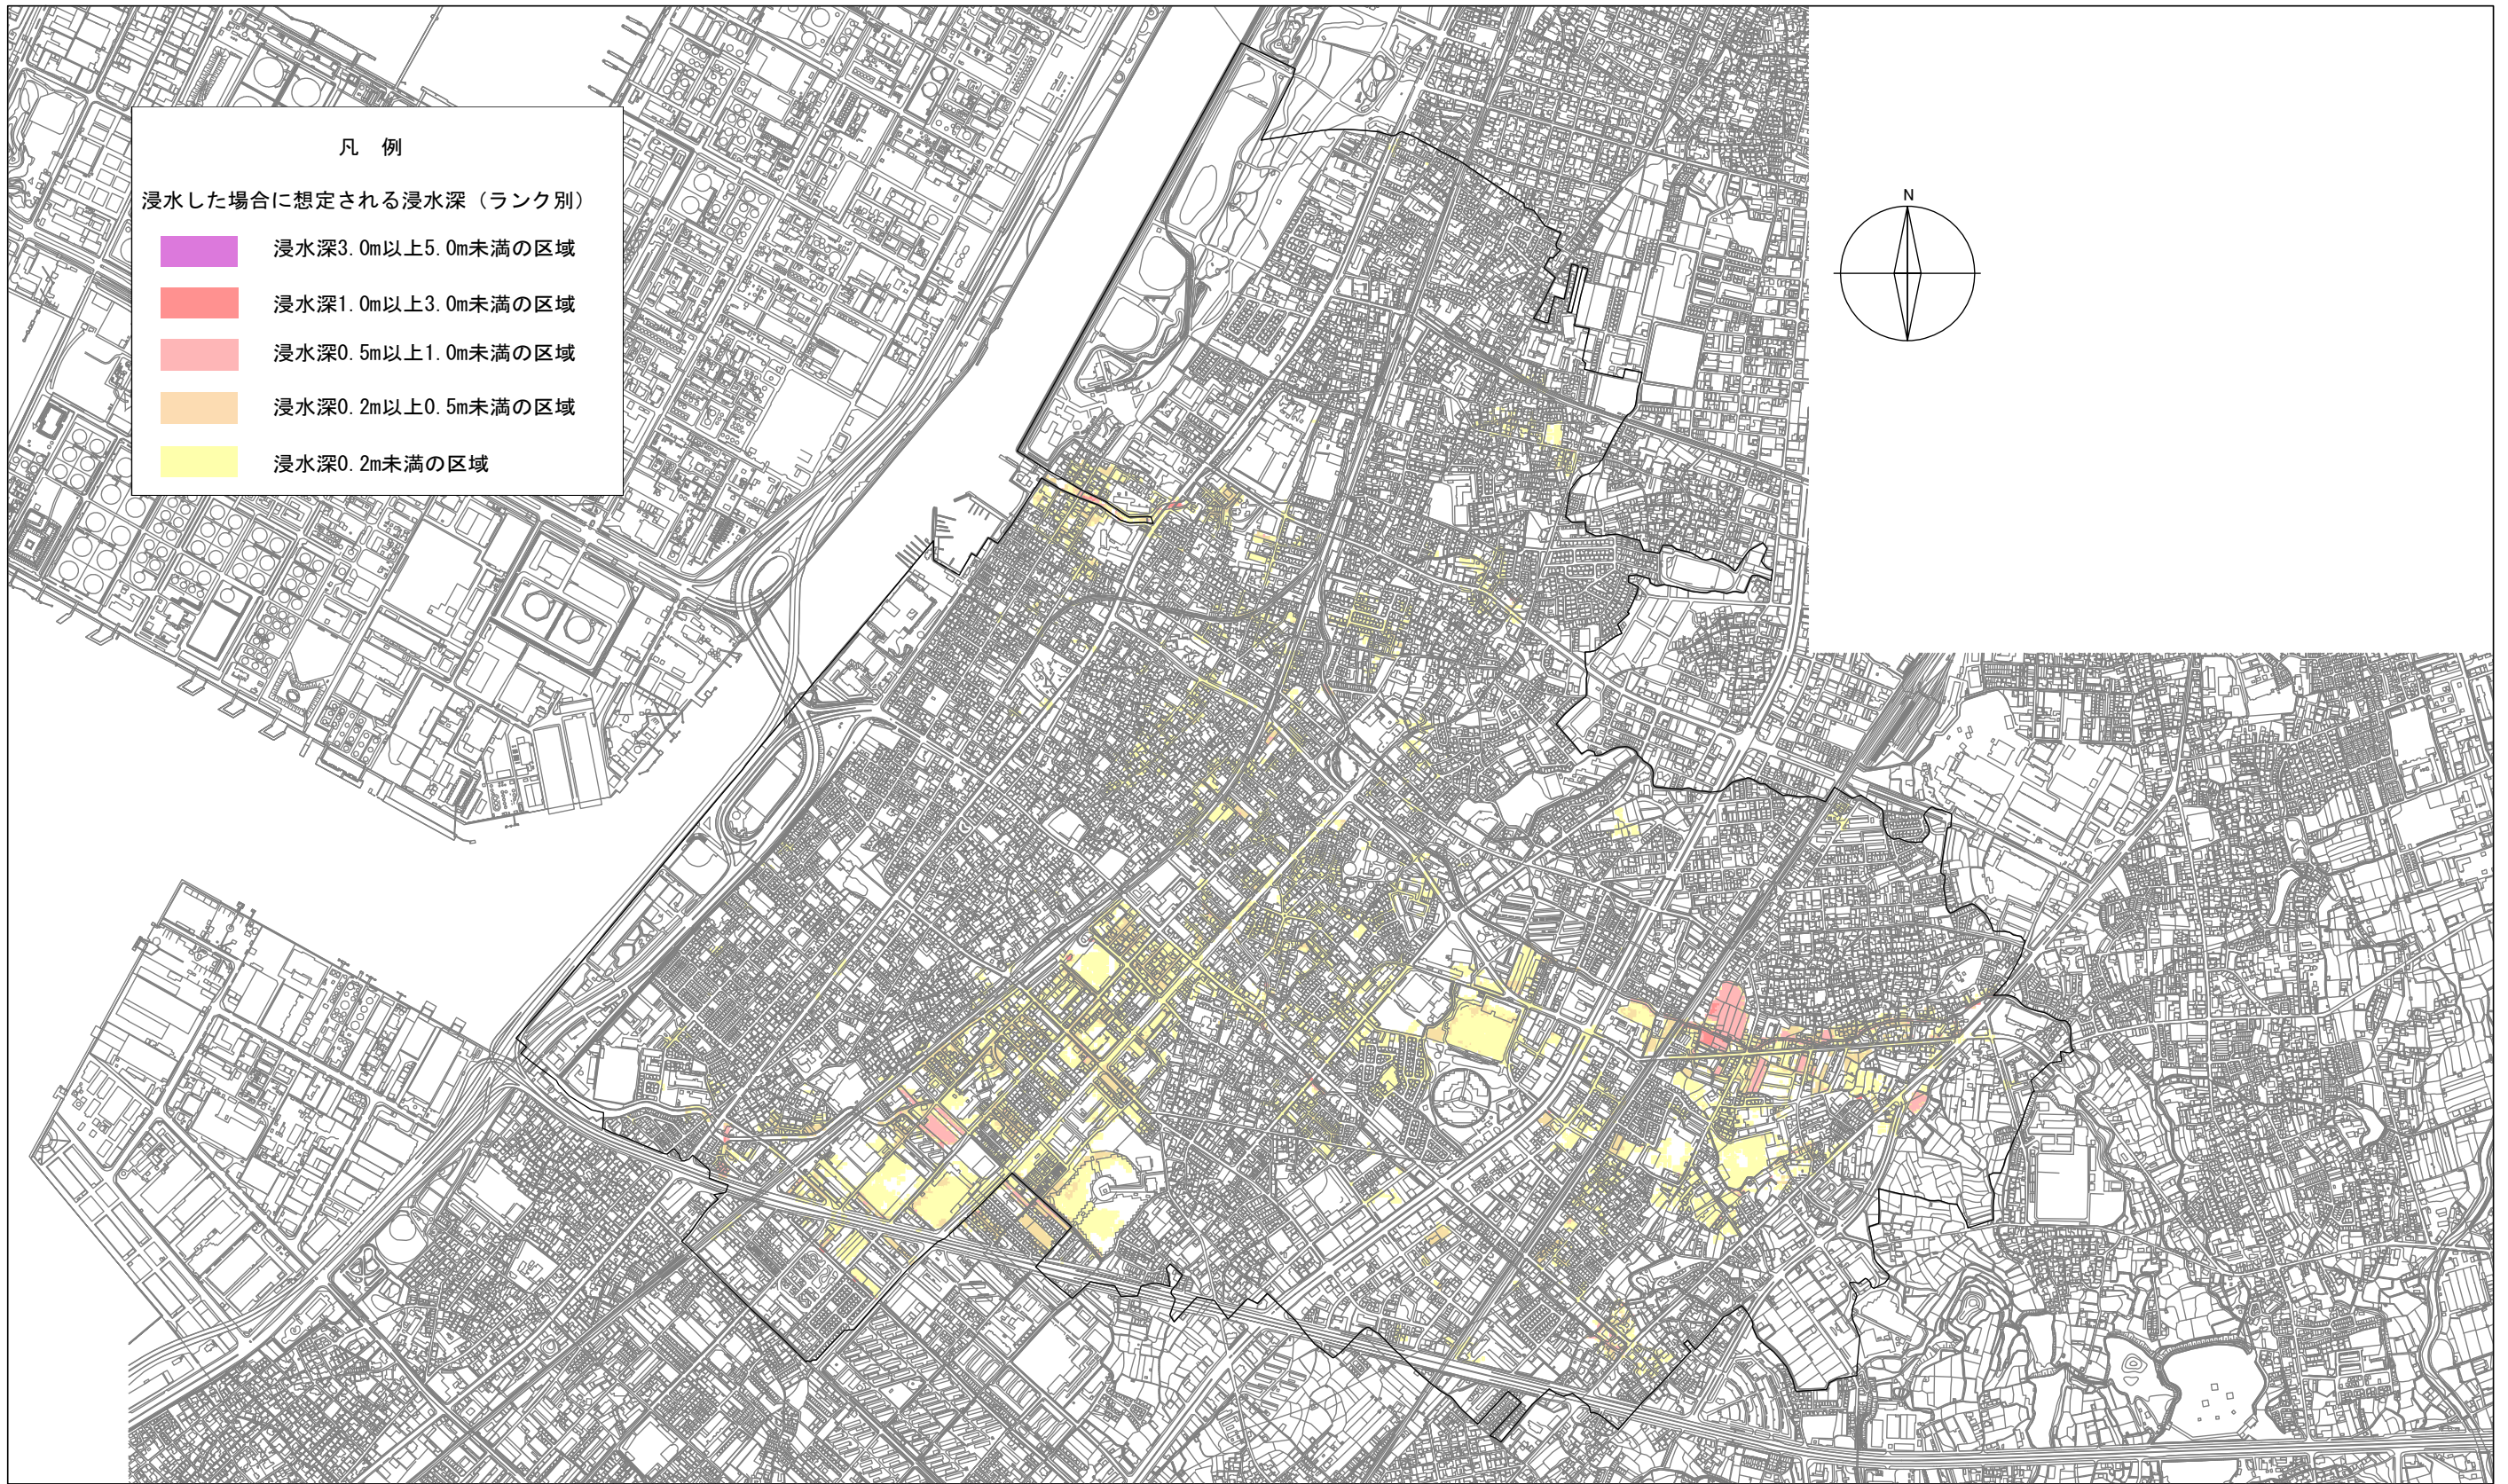 凡　例
浸水した場合に想定される浸水深（ランク別）
浸水深3.0m以上5.0m未満の区域
浸水深1.0m以上3.0m未満の区域
浸水深0.5m以上1.0m未満の区域
浸水深0.2m以上0.5m未満の区域
浸水深0.2m未満の区域
N